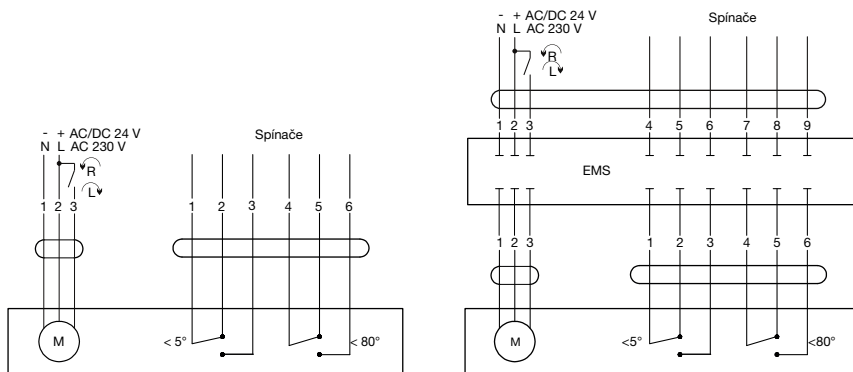 - + AC/DC 24 V
N L AC 230 V
R
L
Spínače
1 2 3 1 2 3 4 5 6
M
< 5°
< 80°
- + AC/DC 24 V
N L AC 230 V
R
L
Spínače
1 2 3 4 5 6 7 8 9
EMS
1 2 3 1 2 3 4 5 6
M
<5°
<80°